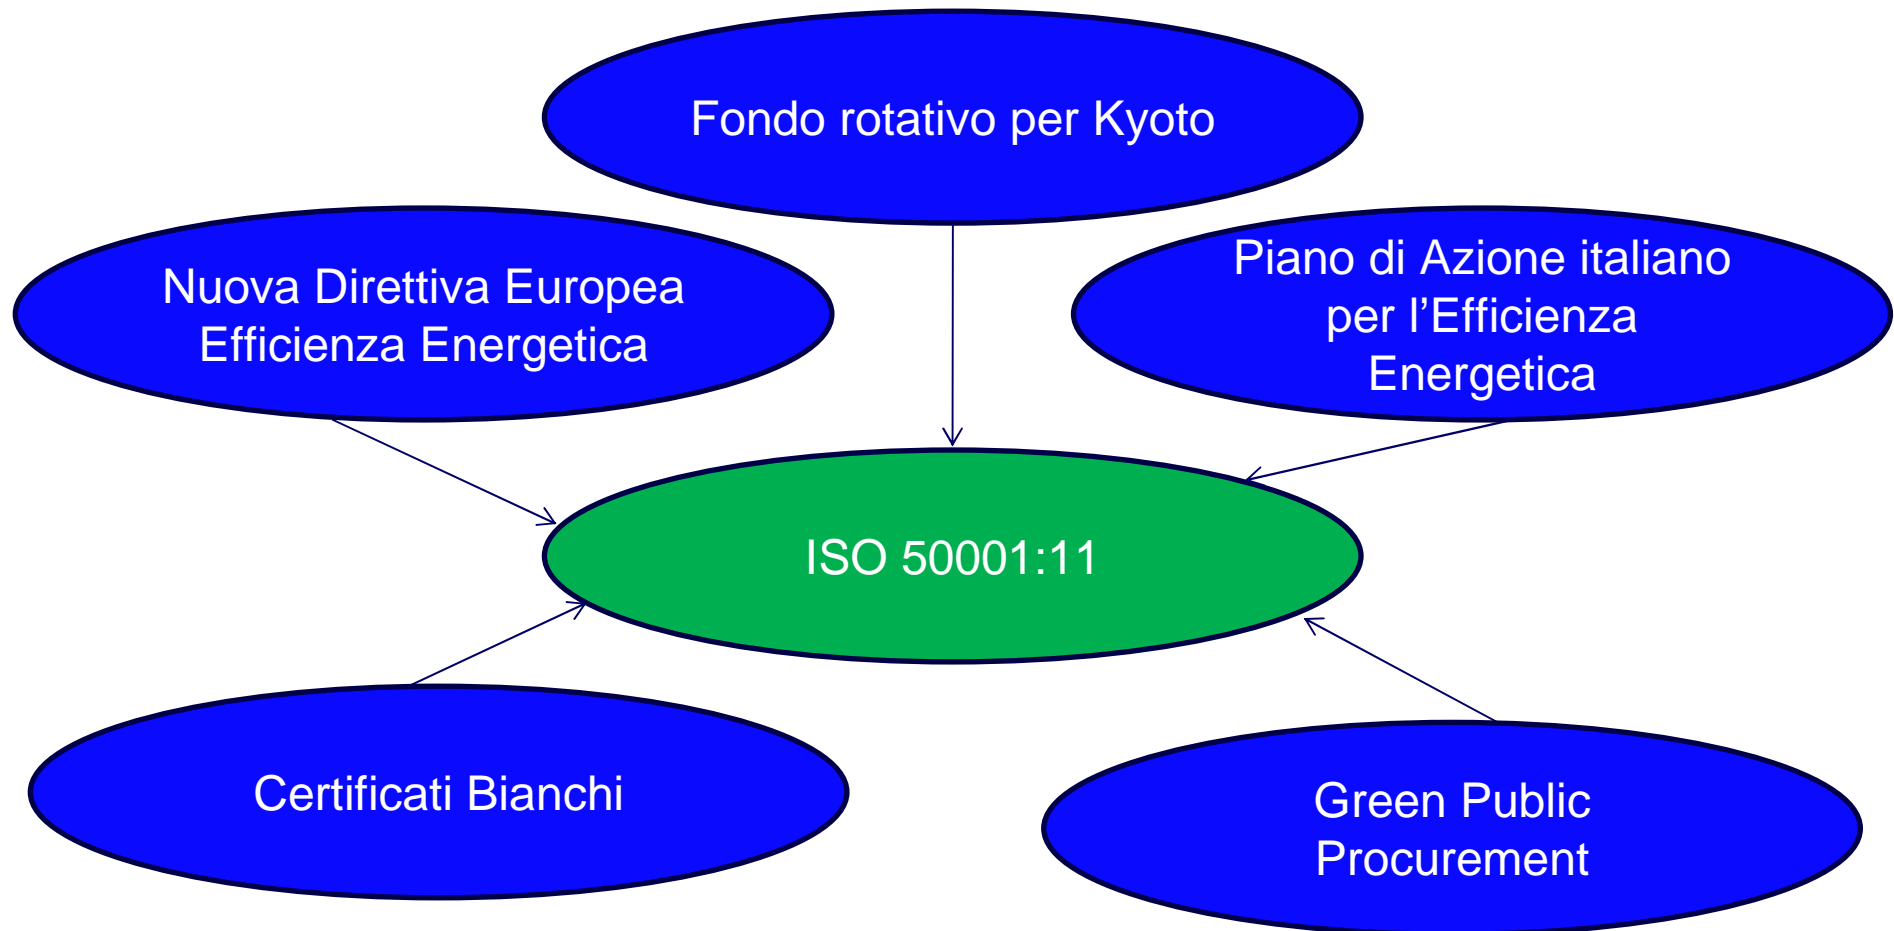 Fondo rotativo per Kyoto
Nuova Direttiva Europea
Efficienza Energetica
Piano di Azione italiano
per l’Efficienza
Energetica
ISO 50001:11
Certificati Bianchi
Green Public
Procurement